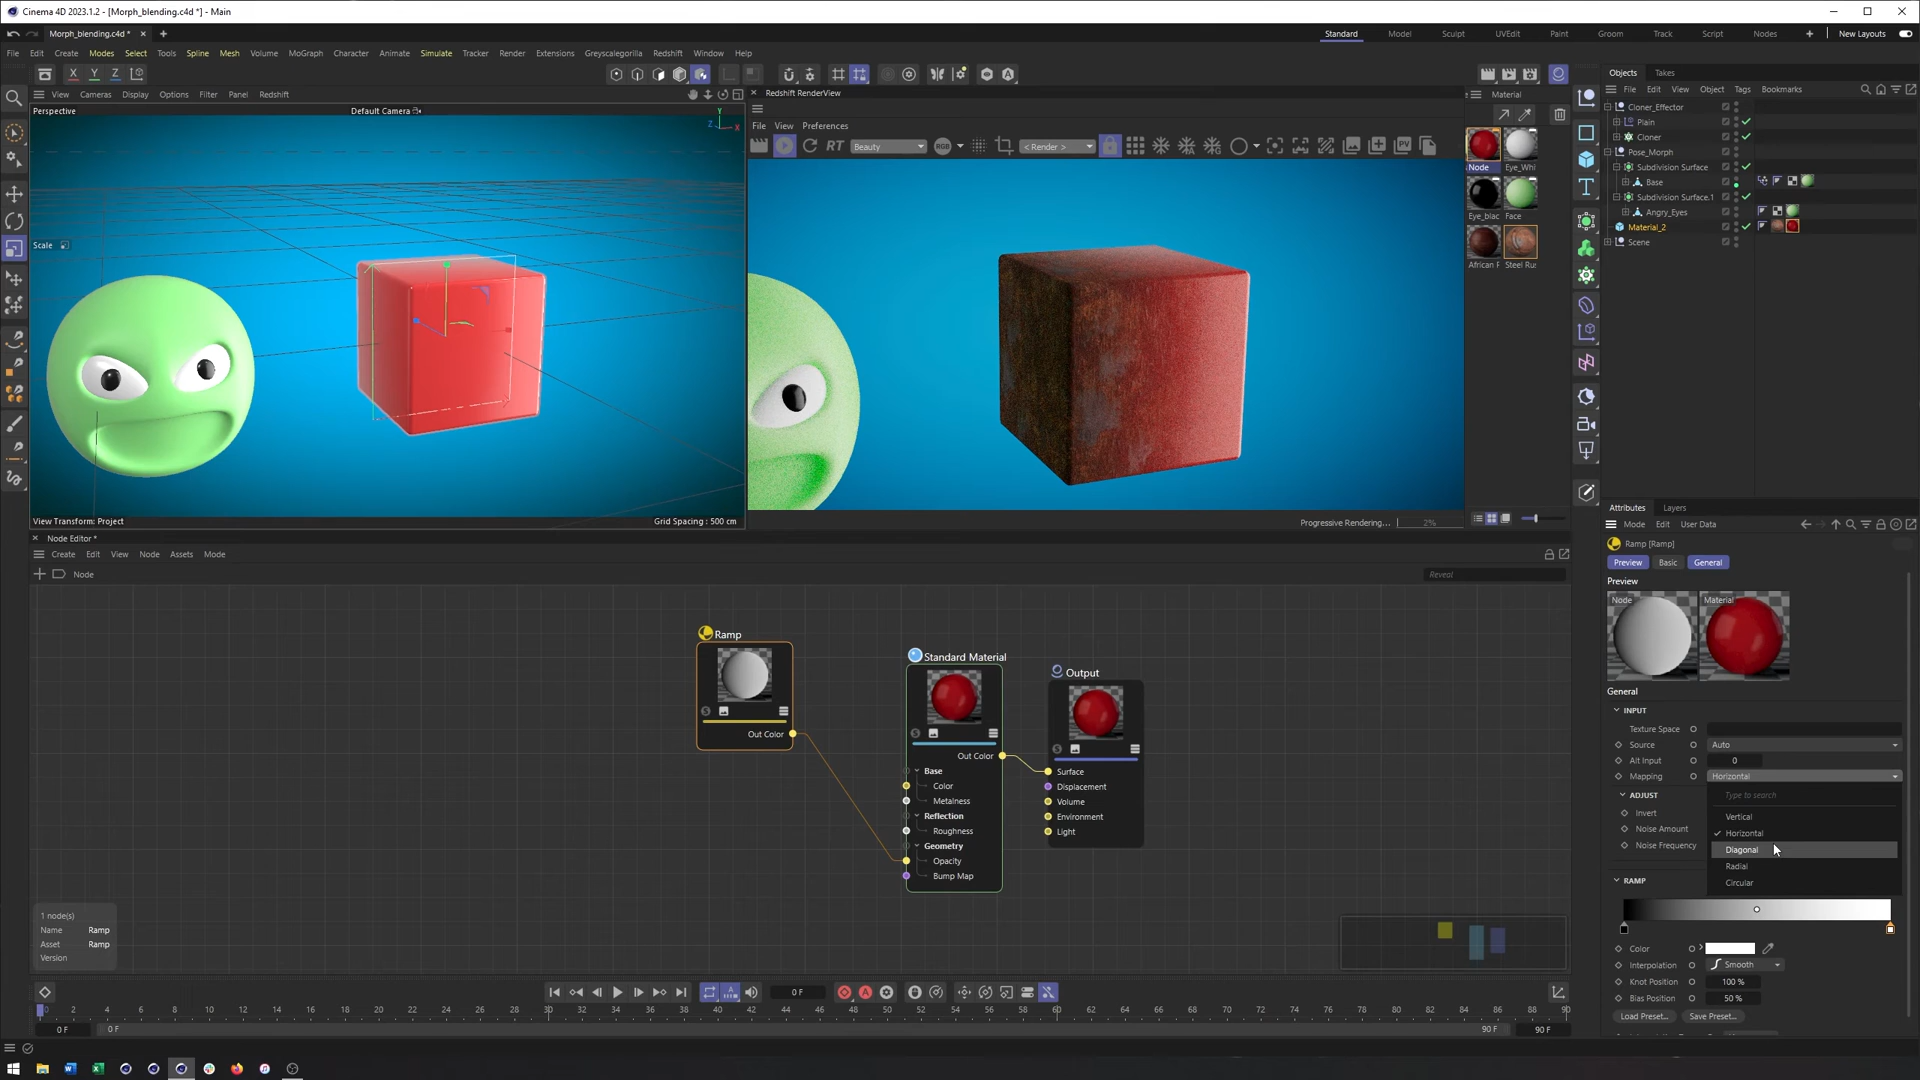 Cinema 4D 2023.1.2 - [Morph_blending.c4d *] - Main
Morph_blending.c4d *
Standard Model Sculpt UVEdit Paint Groom Track Script Nodes New Layouts
File Edit Create Modes Select Tools Spline Mesh Volume MoGraph Character Animate Simulate Tracker Render Extensions Greyscalegorilla Redshift Window Help
X Y Z
View Cameras Display Options Filter Panel Redshift
Perspective
Default Camera
Y
Z X
Scale
View Transform: Project
Grid Spacing : 500 cm
Redshift RenderView
File View Preferences
RT Beauty RGB < Render > PV
Progressive Rendering... 2%
Material
Node
Eye_Whi
Eye_blac
Face
African F
Steel Ru
Objects Takes
File Edit View Object Tags Bookmarks
Cloner_Effector
Plain
Cloner
Pose_Morph
Subdivision Surface
Base
Subdivision Surface.1
Angry_Eyes
Material_2
Scene
Node Editor *
Create Edit View Node Assets Mode
Node
Reveal
Ramp
Out Color
Standard Material
Out Color
Base
Color
Metalness
Reflection
Roughness
Geometry
Opacity
Bump Map
Output
Surface
Displacement
Volume
Environment
Light
1 node(s)
Name Ramp
Asset Ramp
Version
Attributes Layers
Mode Edit User Data
Ramp [Ramp]
Preview Basic General
Preview
Node
Material
General
INPUT
Texture Space
Source Auto
Alt Input 0
Mapping Horizontal
Type to search
ADJUST
Invert
Noise Amount
Noise Frequency
Vertical
Horizontal
Diagonal
Radial
Circular
RAMP
Color
Interpolation Smooth
Knot Position 100 %
Bias Position 50 %
Load Preset... Save Preset...
0 F
0 2 4 6 8 10 12 14 16 18 20 22 24 26 28 30 32 34 36 38 40 42 44 46 48 50 52 54 56 58 60 62 64 66 68 70 72 74 76 78 80 82 84 86 88 90
0 F 0 F 90 F 90 F